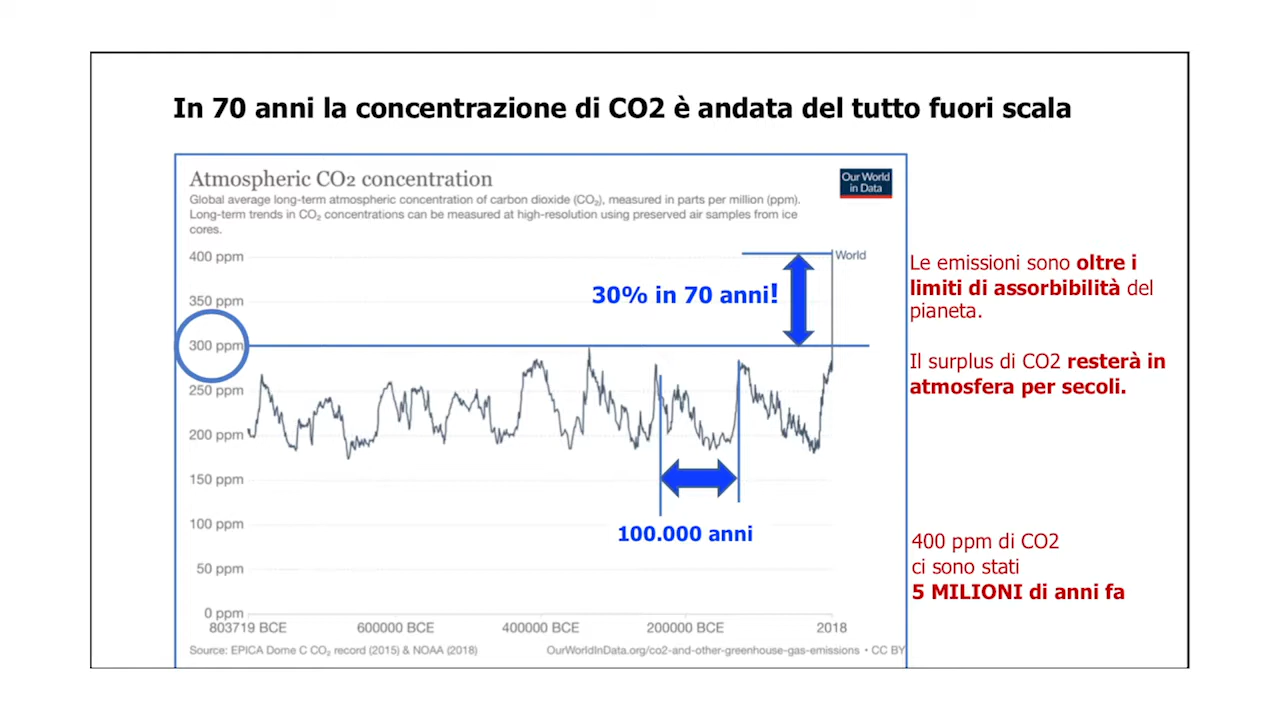 In 70 anni la concentrazione di CO2 è andata del tutto fuori scala
Atmospheric CO2 concentration
Our World
in Data
Global average long-term atmospheric concentration of carbon dioxide (CO₂), measured in parts per million (ppm).
Long-term trends in CO₂ concentrations can be measured at high-resolution using preserved air samples from ice
cores.
400 ppm
World
350 ppm
300 ppm
250 ppm
200 ppm
150 ppm
100 ppm
50 ppm
0 ppm
30% in 70 anni!
100.000 anni
803719 BCE
600000 BCE
400000 BCE
200000 BCE
2018
Source: EPICA Dome C CO₂ record (2015) & NOAA (2018)
OurWorldInData.org/co2-and-other-greenhouse-gas-emissions • CC BY
Le emissioni sono oltre i
limiti di assorbibilità del
pianeta.
Il surplus di CO2 resterà in
atmosfera per secoli.
400 ppm di CO2
ci sono stati
5 MILIONI di anni fa